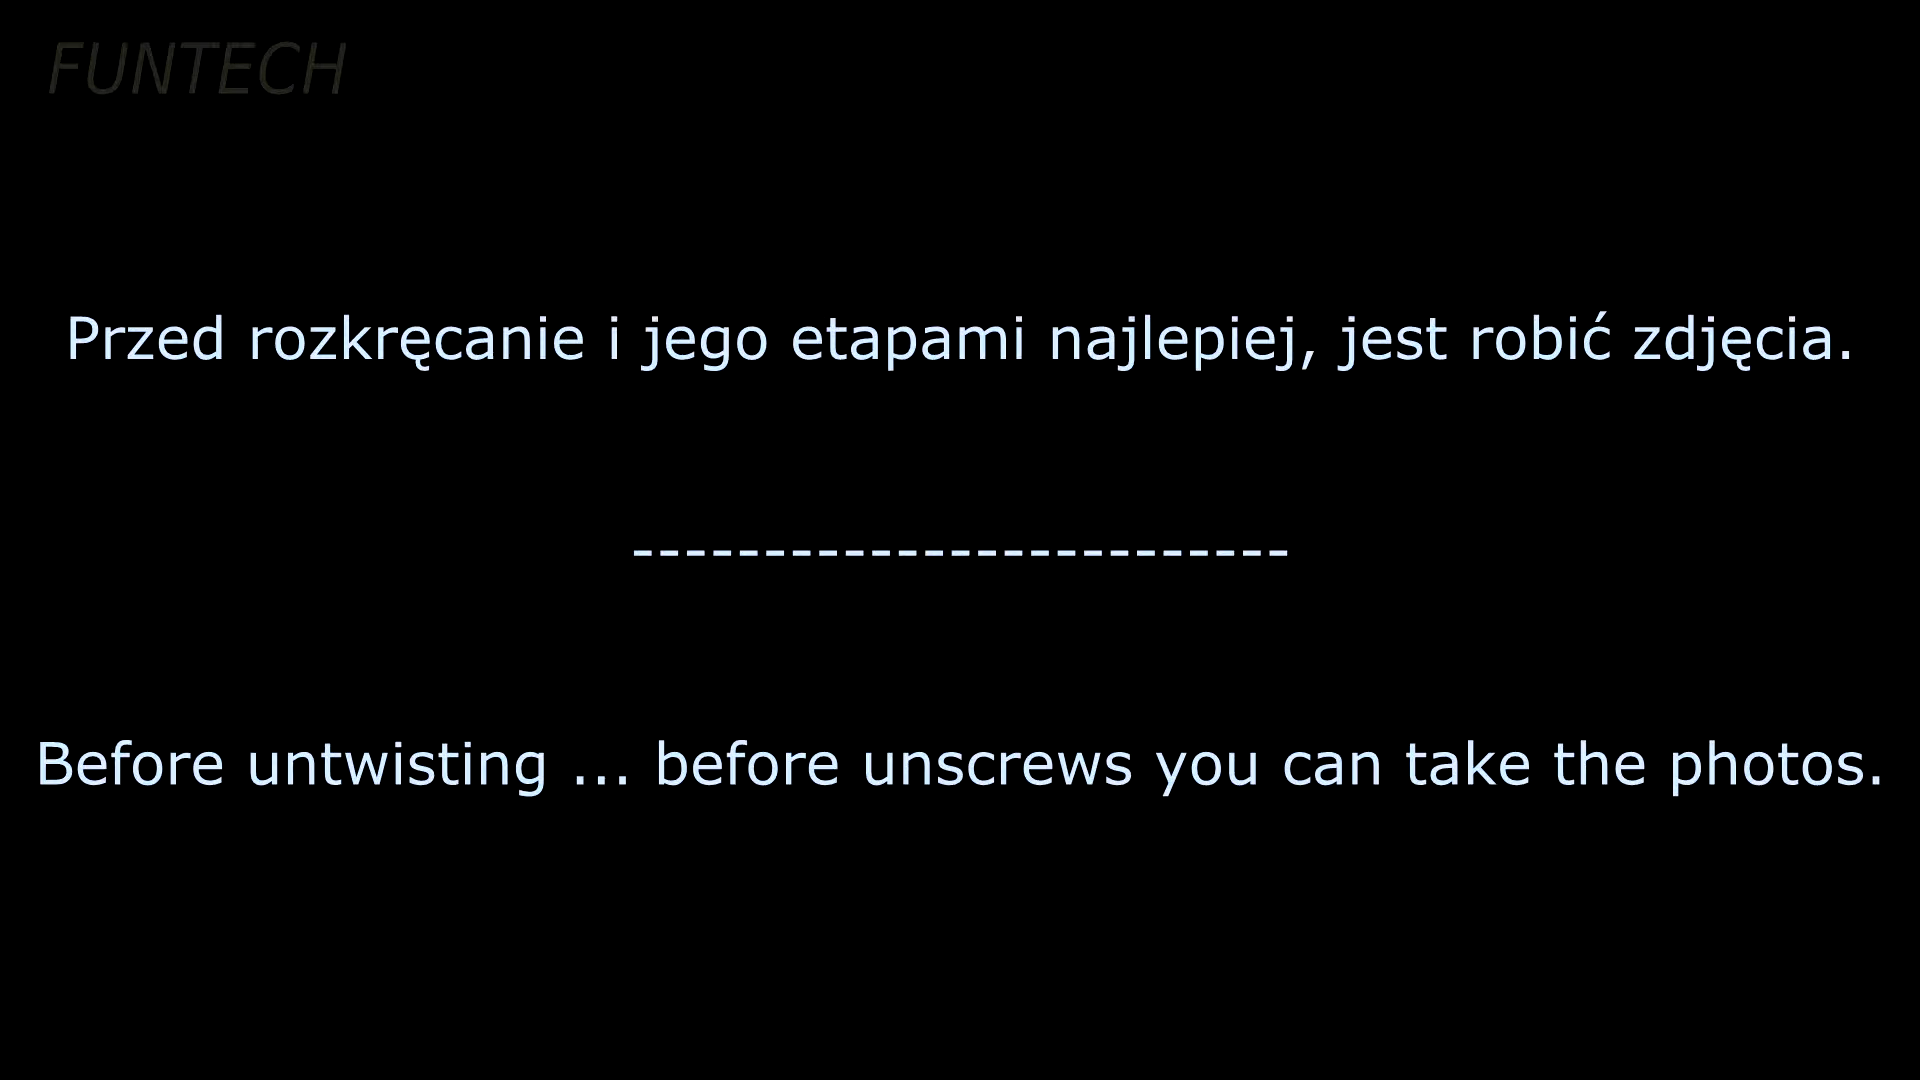 FUNTECH
Przed rozkręcanie i jego etapami najlepiej, jest robić zdjęcia.
-------------------------
Before untwisting ... before unscrews you can take the photos.